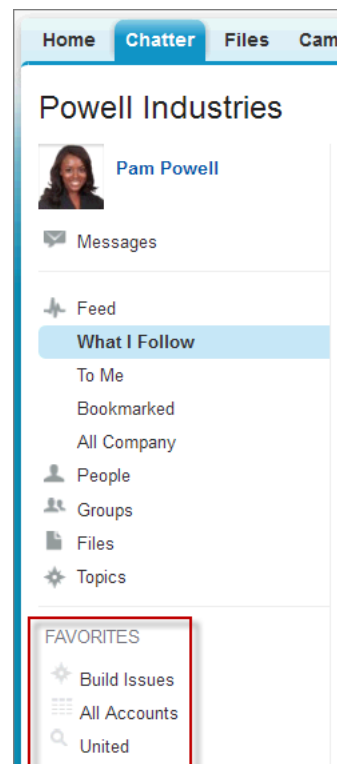 Home Chatter Files Cam
Powell Industries
Pam Powell
Messages
Feed
What I Follow
To Me
Bookmarked
All Company
People
Groups
Files
Topics
FAVORITES
Build Issues
All Accounts
United